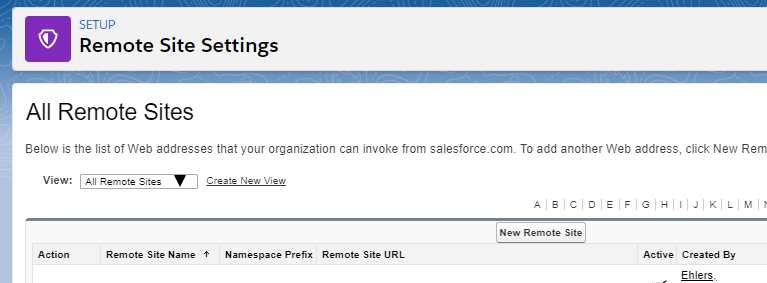 SETUP
Remote Site Settings
All Remote Sites
Below is the list of Web addresses that your organization can invoke from salesforce.com. To add another Web address, click New Rem
View: All Remote Sites Create New View
A | B | C | D | E | F | G | H | I | J | K | L | M |
New Remote Site
Action Remote Site Name ↑ Namespace Prefix Remote Site URL Active Created By
Ehlers,